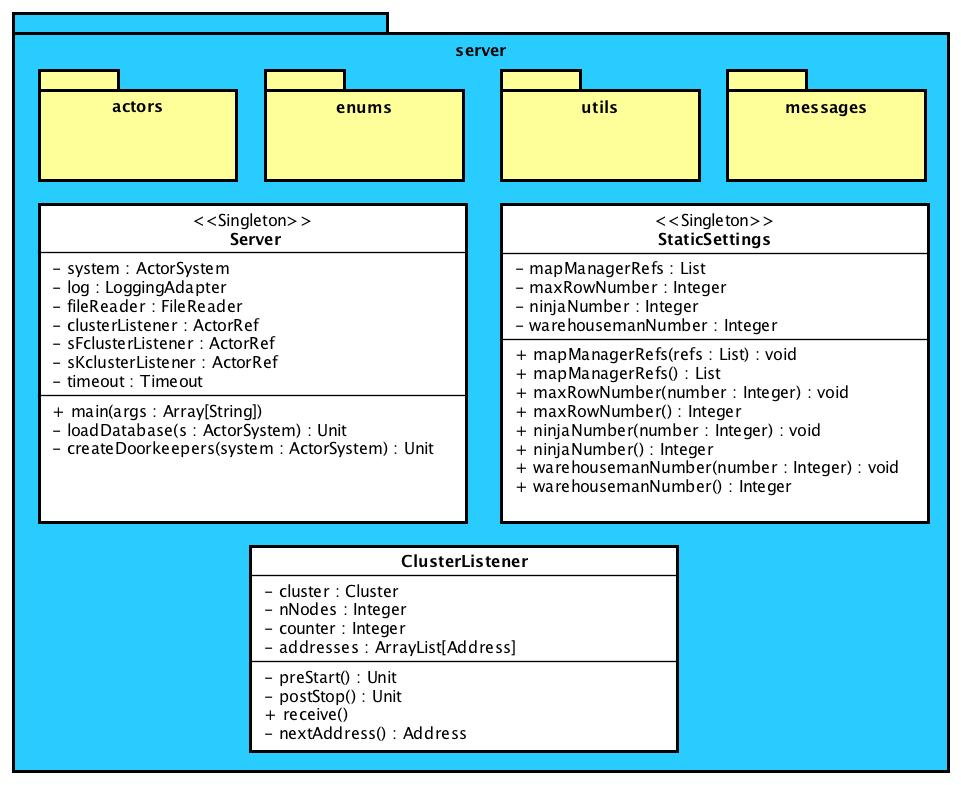 server
actors
enums
utils
messages
<<Singleton>>
Server
- system : ActorSystem
- log : LoggingAdapter
- fileReader : FileReader
- clusterListener : ActorRef
- sFclusterListener : ActorRef
- sKclusterListener : ActorRef
- timeout : Timeout
+ main(args : Array[String])
- loadDatabase(s : ActorSystem) : Unit
- createDoorkeepers(system : ActorSystem) : Unit
<<Singleton>>
StaticSettings
- mapManagerRefs : List
- maxRowNumber : Integer
- ninjaNumber : Integer
- warehousemanNumber : Integer
+ mapManagerRefs(refs : List) : void
+ mapManagerRefs() : List
+ maxRowNumber(number : Integer) : void
+ maxRowNumber() : Integer
+ ninjaNumber(number : Integer) : void
+ ninjaNumber() : Integer
+ warehousemanNumber(number : Integer) : void
+ warehousemanNumber() : Integer
ClusterListener
- cluster : Cluster
- nNodes : Integer
- counter : Integer
- addresses : ArrayList[Address]
- preStart() : Unit
- postStop() : Unit
+ receive()
- nextAddress() : Address